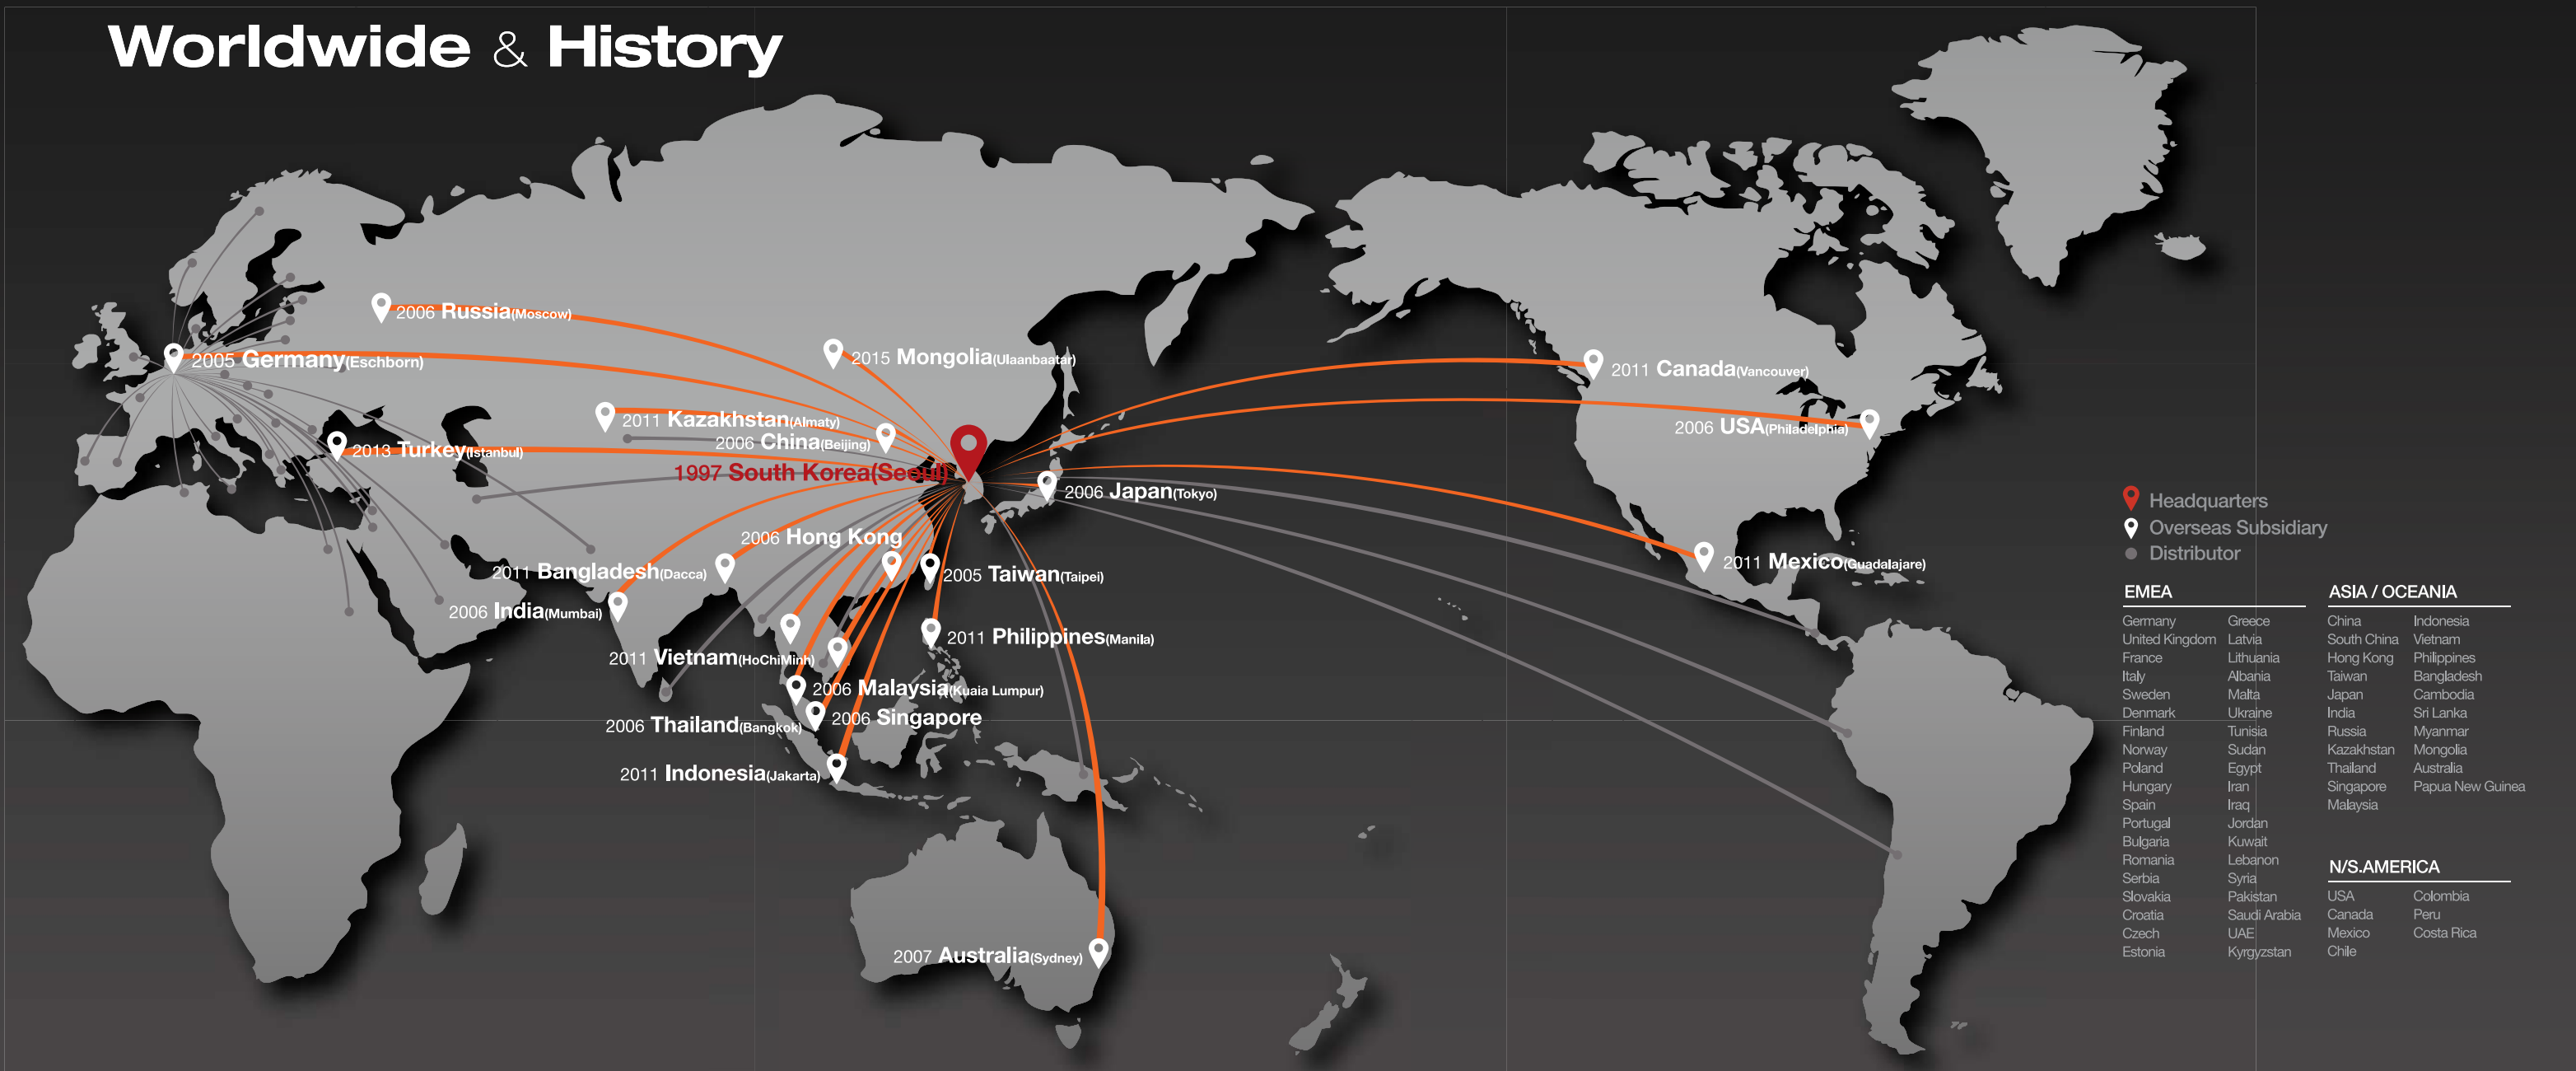 Worldwide & History
2006 Russia(Moscow)
2005 Germany(Eschborn)
2015 Mongolia(Ulaanbaatar)
2011 Canada(Vancouver)
2011 Kazakhstan(Almaty)
2006 China(Beijing)
2006 USA(Philadelphia)
2013 Turkey(Istanbul)
1997 South Korea(Seoul)
2006 Japan(Tokyo)
2006 Hong Kong
2011 Bangladesh(Dacca)
2005 Taiwan(Taipei)
2011 Mexico(Guadalajare)
2006 India(Mumbai)
2011 Philippines(Manila)
2011 Vietnam(HoChiMinh)
2006 Malaysia(Kuaia Lumpur)
2006 Singapore
2006 Thailand(Bangkok)
2011 Indonesia(Jakarta)
2007 Australia(Sydney)
Headquarters
Overseas Subsidiary
Distributor
EMEA
Germany
United Kingdom
France
Italy
Sweden
Denmark
Finland
Norway
Poland
Hungary
Spain
Portugal
Bulgaria
Romania
Serbia
Slovakia
Croatia
Czech
Estonia
Greece
Latvia
Lithuania
Albania
Malta
Ukraine
Tunisia
Sudan
Egypt
Iran
Iraq
Jordan
Kuwait
Lebanon
Syria
Pakistan
Saudi Arabia
UAE
Kyrgyzstan
ASIA / OCEANIA
China
South China
Hong Kong
Taiwan
Japan
India
Russia
Kazakhstan
Thailand
Singapore
Malaysia
Indonesia
Vietnam
Philippines
Bangladesh
Cambodia
Sri Lanka
Myanmar
Mongolia
Australia
Papua New Guinea
N/S.AMERICA
USA
Canada
Mexico
Chile
Colombia
Peru
Costa Rica